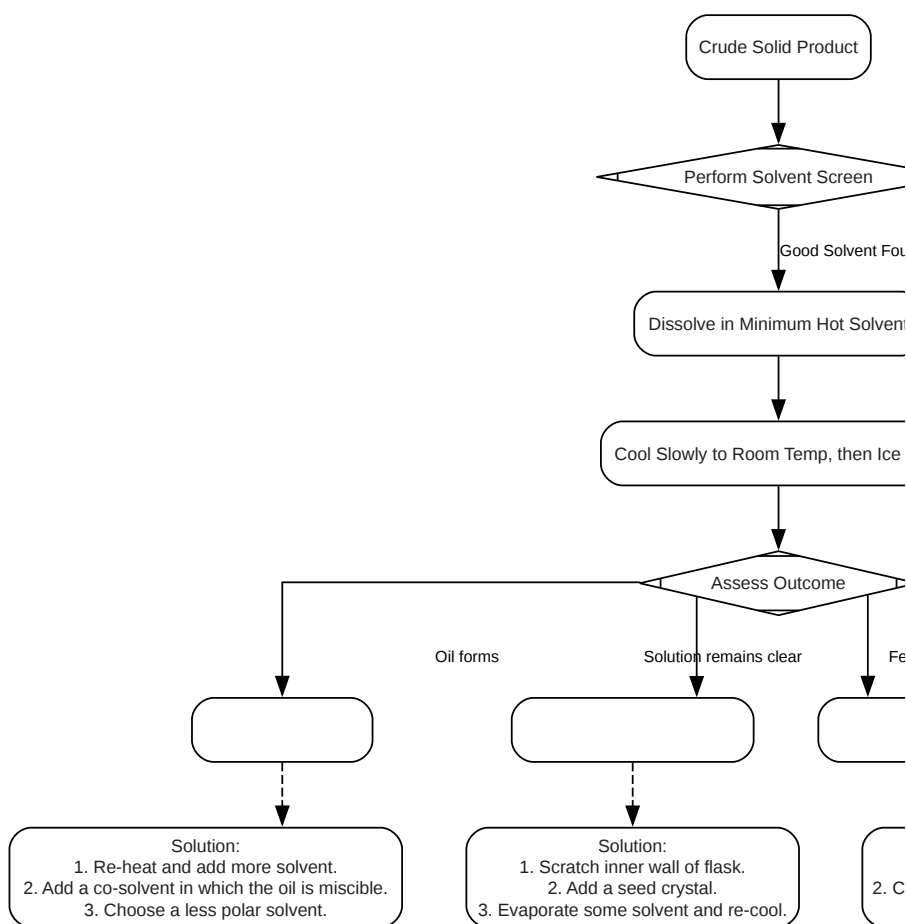 Crude Solid Product
Perform Solvent Screen
Good Solvent
Dissolve in Minimum Hot Solvent
Cool Slowly to Room Temp, then Ice
Assess Outcome
Oil forms
Solution remains clear
Solution:
1. Re-heat and add more solvent.
2. Add a co-solvent in which the oil is miscible.
3. Choose a less polar solvent.
Solution:
1. Scratch inner wall of flask.
2. Add a seed crystal.
3. Evaporate some solvent and re-cool.
2.